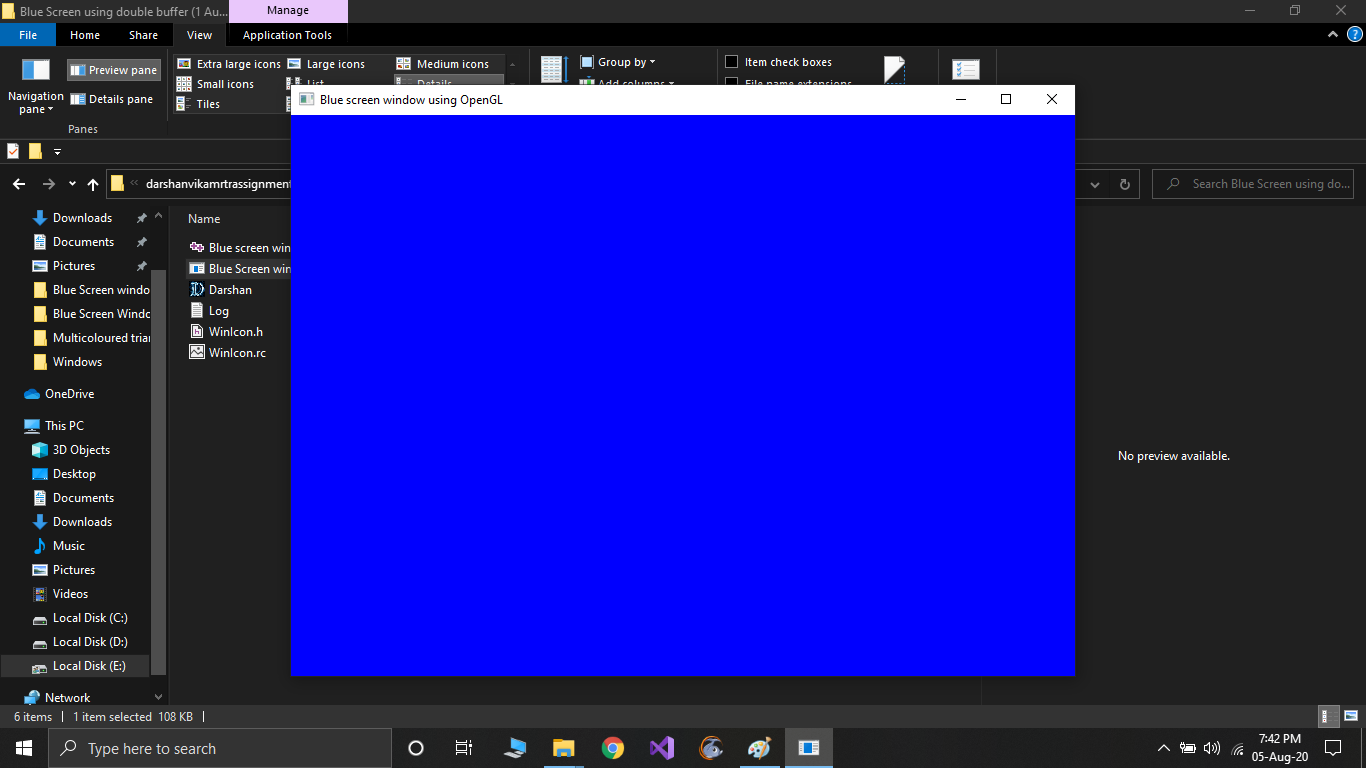 Blue Screen using double buffer (1 Au...
Manage
File Home Share View Application Tools
Navigation pane
Preview pane
Details pane
Panes
Extra large icons Large icons Medium icons
Small icons List Details
Tiles
Group by
Add columns
Item check boxes
File name extensions
Blue screen window using OpenGL
« darshanvikamrtrassignment
Search Blue Screen using do...
Downloads
Documents
Pictures
Blue Screen windo
Blue Screen Windo
Multicoloured trian
Windows
OneDrive
This PC
3D Objects
Desktop
Documents
Downloads
Music
Pictures
Videos
Local Disk (C:)
Local Disk (D:)
Local Disk (E:)
Network
Name
Blue screen win
Blue Screen win
Darshan
Log
WinIcon.h
WinIcon.rc
No preview available.
6 items 1 item selected 108 KB
Type here to search
7:42 PM
05-Aug-20